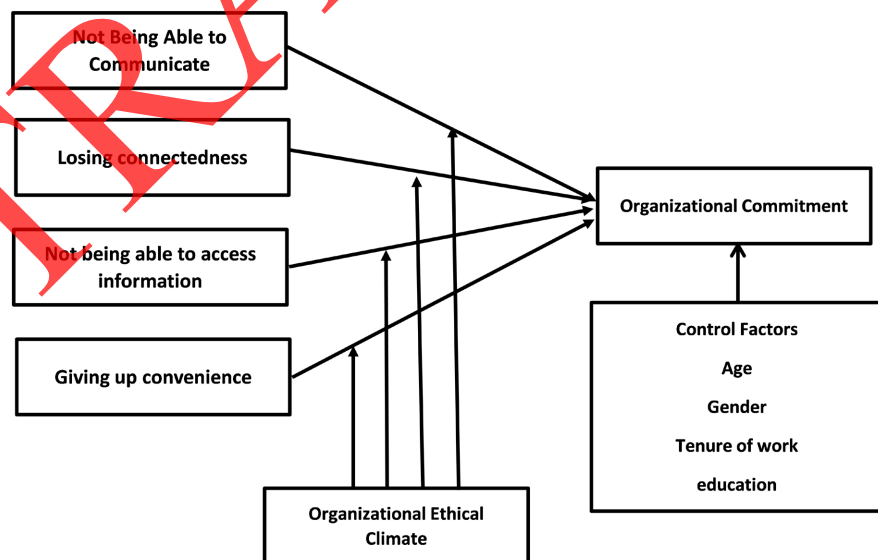 Not Being Able to
Communicate
Losing connectedness
Not being able to access
information
Giving up convenience
Organizational Commitment
Control Factors
Age
Gender
Tenure of work
education
Organizational Ethical
Climate